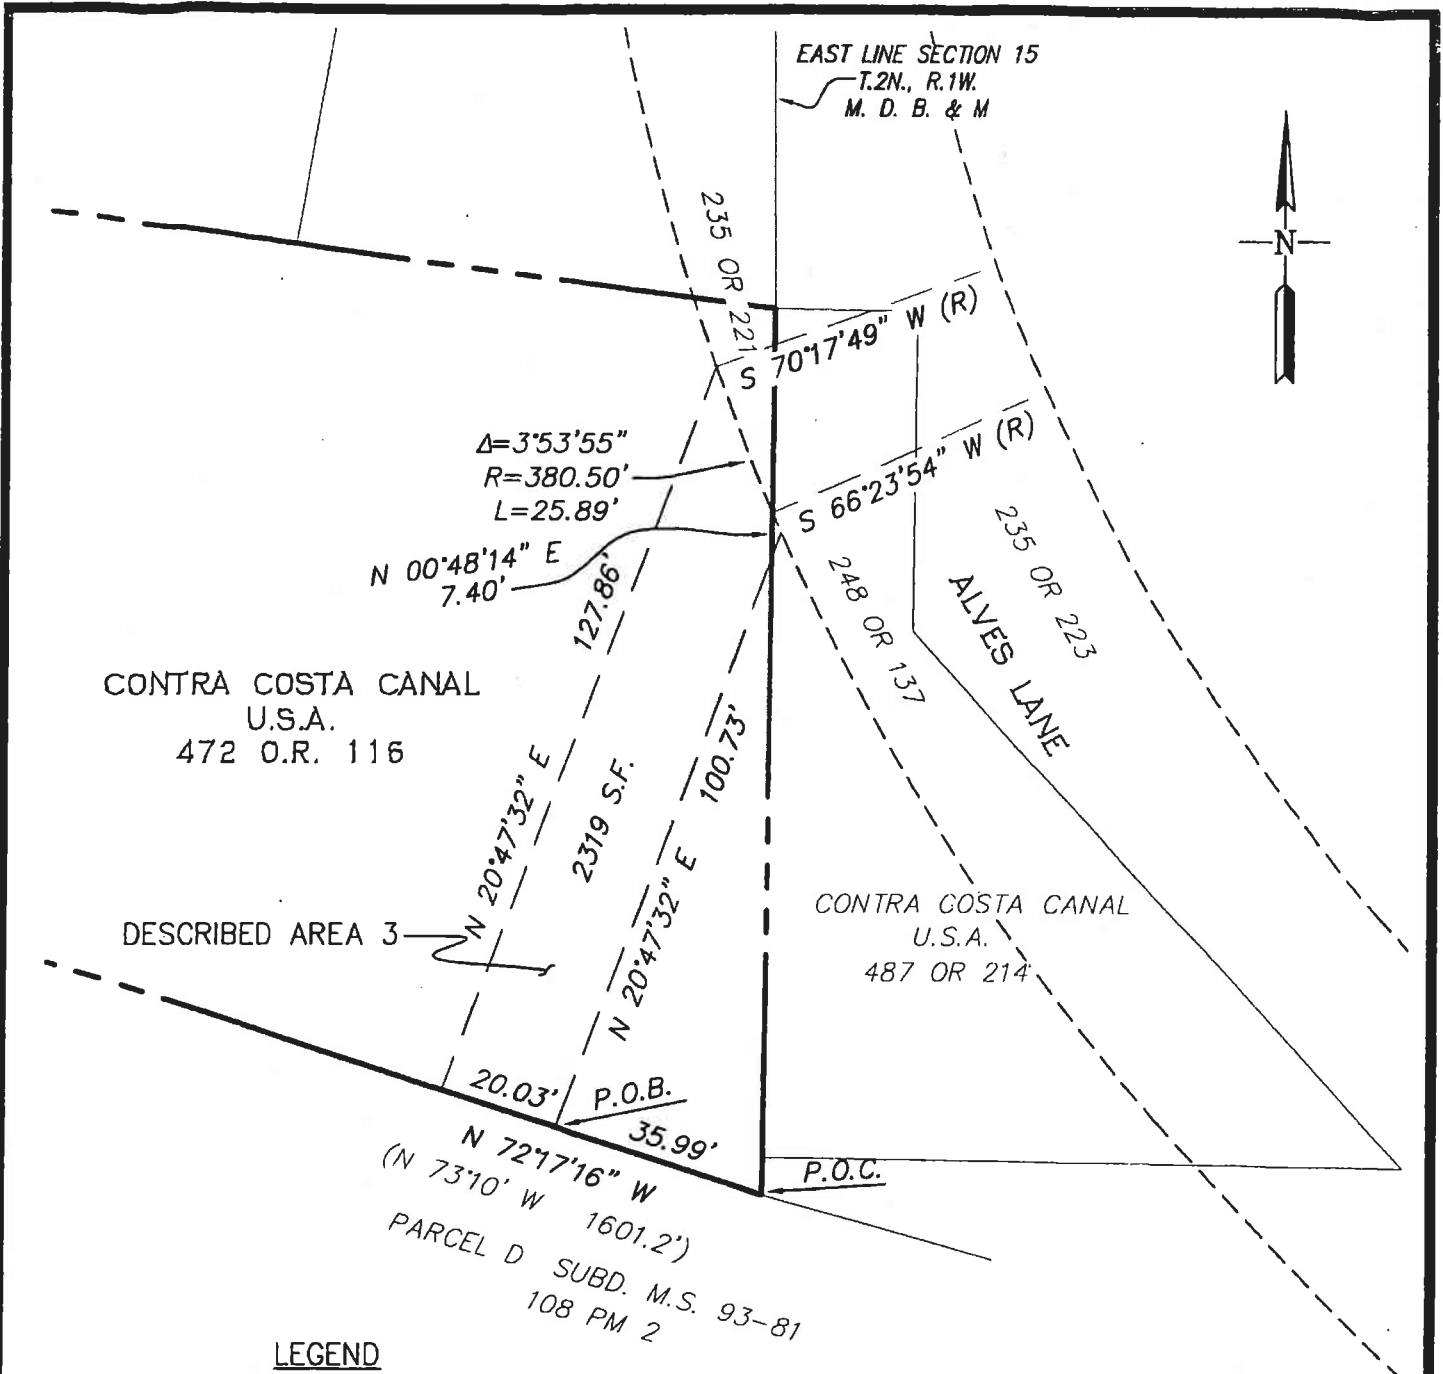 EAST LINE SECTION 15
T.2N., R.1W.
M. D. B. & M
N
235 OR 221
S 70°17'49" W (R)
Δ=3°53'55"
R=380.50'
L=25.89'
S 66°23'54" W (R)
N 00°48'14" E
7.40'
127.86'
248 OR 137
235 OR 223
ALVES LANE
CONTRA COSTA CANAL
U.S.A.
472 O.R. 116
100.73'
N 20°47'32" E
2319 S.F.
N 20°47'32" E
CONTRA COSTA CANAL
U.S.A.
487 OR 214
DESCRIBED AREA 3
20.03'
P.O.B.
35.99'
P.O.C.
N 72°17'16" W
(N 73°10' W 1601.2')
PARCEL D SUBD. M.S. 93-81
108 PM 2
LEGEND